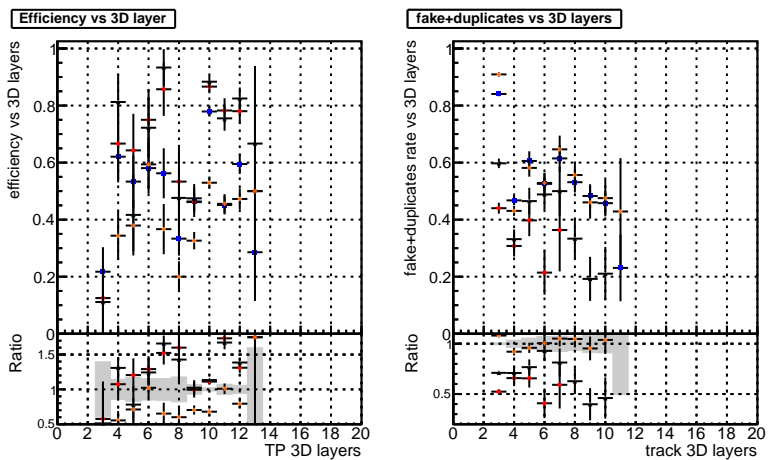 Efficiency vs 3D layer
efficiency vs 3D layers
1
0.8
0.6
0.4
0.2
0
Ratio
1.5
1
0.5
0 2 4 6 8 10 12 14 16 18 20
TP 3D layers
fake+duplicates vs 3D layers
fake+duplicates rate vs 3D layers
1
0.8
0.6
0.4
0.2
0
Ratio
1
0.5
0 2 4 6 8 10 12 14 16 18 20
track 3D layers